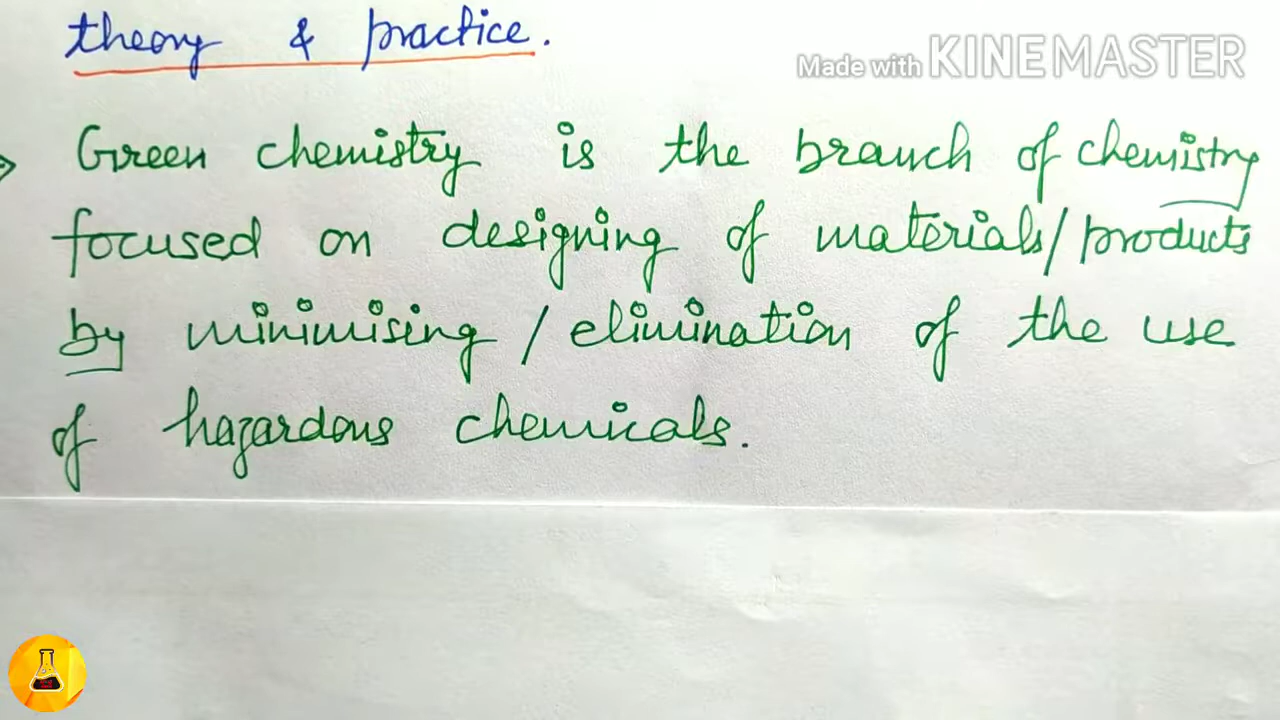 theory & practice.
Made with KINEMASTER
Green chemistry is the branch of chemistry
focused on designing of materials/products
by minimising / elimination of the use
of hazardous chemicals.